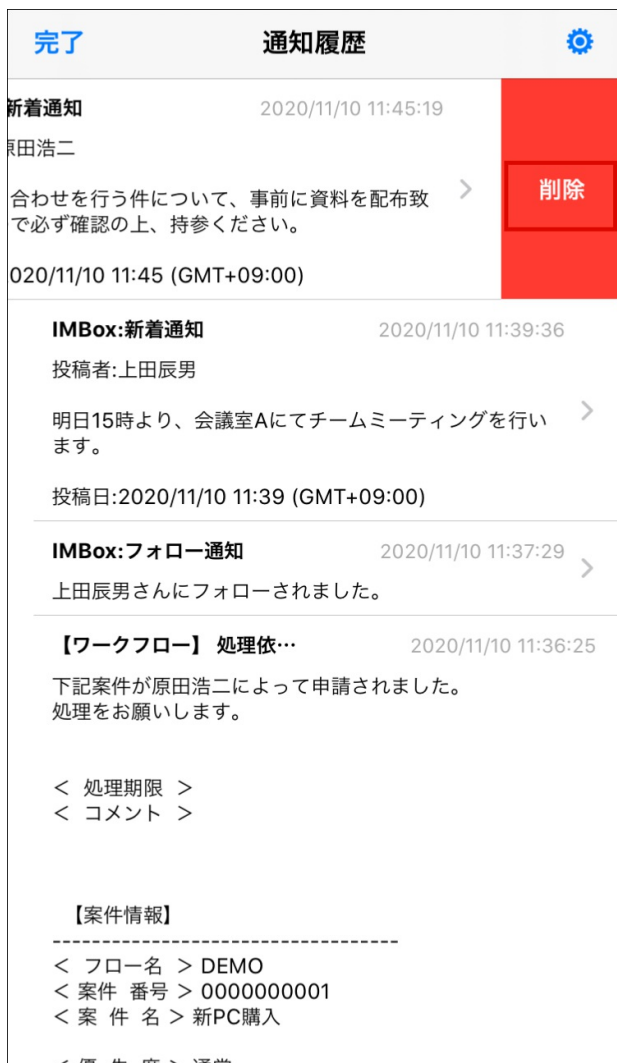 完了 通知履歴
新着通知 2020/11/10 11:45:19
原田浩二
合わせを行う件について、事前に資料を配布致
で必ず確認の上、持参ください。
020/11/10 11:45 (GMT+09:00)
削除
IMBox:新着通知 2020/11/10 11:39:36
投稿者:上田辰男
明日15時より、会議室Aにてチームミーティングを行い
ます。
投稿日:2020/11/10 11:39 (GMT+09:00)
IMBox:フォロー通知 2020/11/10 11:37:29
上田辰男さんにフォローされました。
【ワークフロー】 処理依… 2020/11/10 11:36:25
下記案件が原田浩二によって申請されました。
処理をお願いします。
＜ 処理期限 ＞
＜ コメント ＞
【案件情報】
-----------------------------------
＜ フロー名 ＞ DEMO
＜ 案件 番号 ＞ 0000000001
＜ 案 件 名 ＞ 新PC購入
＜ 優 先 度 ＞ 通常